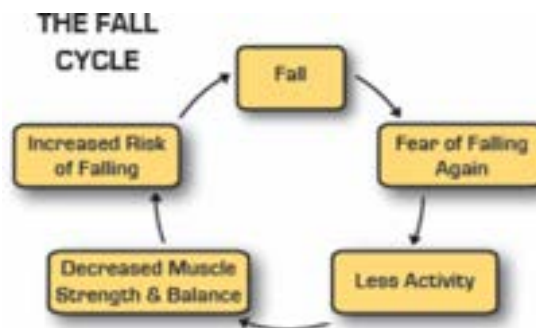 THE FALL
CYCLE
Fall
Fear of Falling
Again
Less Activity
Decreased Muscle
Strength & Balance
Increased Risk
of Falling